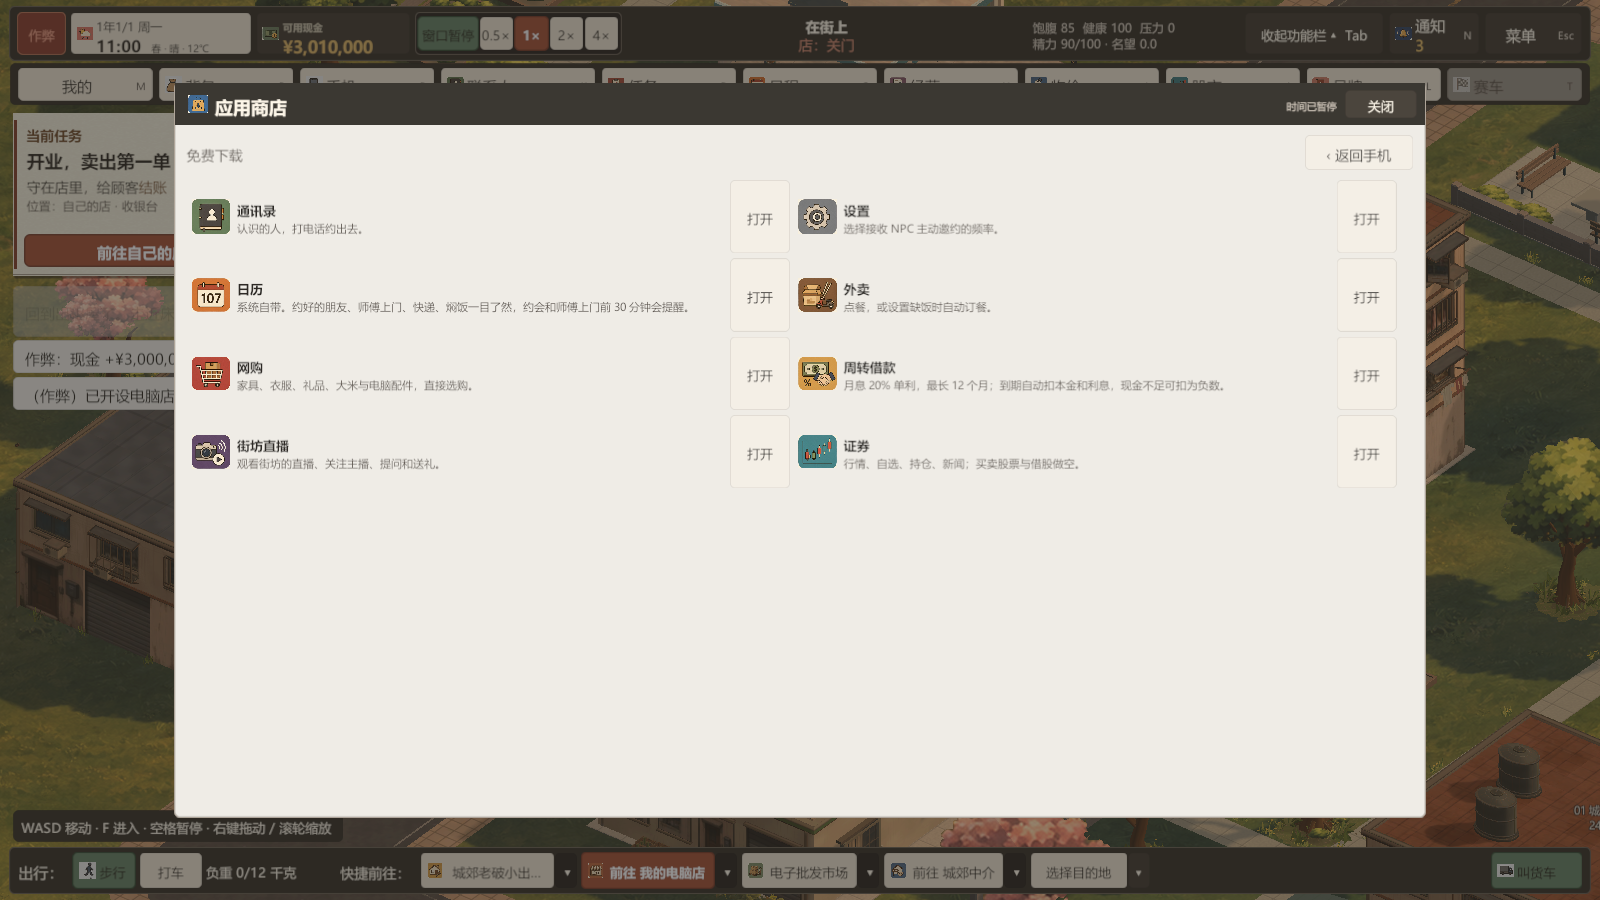 作弊
1年1/1 周一
11:00 春 · 晴 · 12°C
可用现金
¥3,010,000
窗口暂停 0.5× 1× 2× 4×
在街上
店：关门
饱腹 85 健康 100 压力 0
精力 90/100 · 名望 0.0
收起功能栏 Tab
通知
3
N
菜单 Esc
我的 M
赛车 T
应用商店
时间已暂停
关闭
免费下载
‹ 返回手机
通讯录
认识的人，打电话约出去。
打开
设置
选择接收 NPC 主动邀约的频率。
打开
日历
系统自带。约好的朋友、师傅上门、快递、焖饭一目了然，约会和师傅上门前 30 分钟会提醒。
打开
外卖
点餐，或设置缺饭时自动订餐。
打开
网购
家具、衣服、礼品、大米与电脑配件，直接选购。
打开
周转借款
月息 20% 单利，最长 12 个月；到期自动扣本金和利息，现金不足可扣为负数。
打开
街坊直播
观看街坊的直播、关注主播、提问和送礼。
打开
证券
行情、自选、持仓、新闻；买卖股票与借股做空。
打开
当前任务
开业，卖出第一单
守在店里，给顾客结账
位置：自己的店 · 收银台
前往自己的
作弊：现金 +¥3,000,0
（作弊）已开设电脑店
WASD 移动 · F 进入 · 空格暂停 · 右键拖动 / 滚轮缩放
01 城
24
出行：
步行
打车
负重 0/12 千克
快捷前往：
城郊老破小出...
前往 我的电脑店
电子批发市场
前往 城郊中介
选择目的地
叫货车